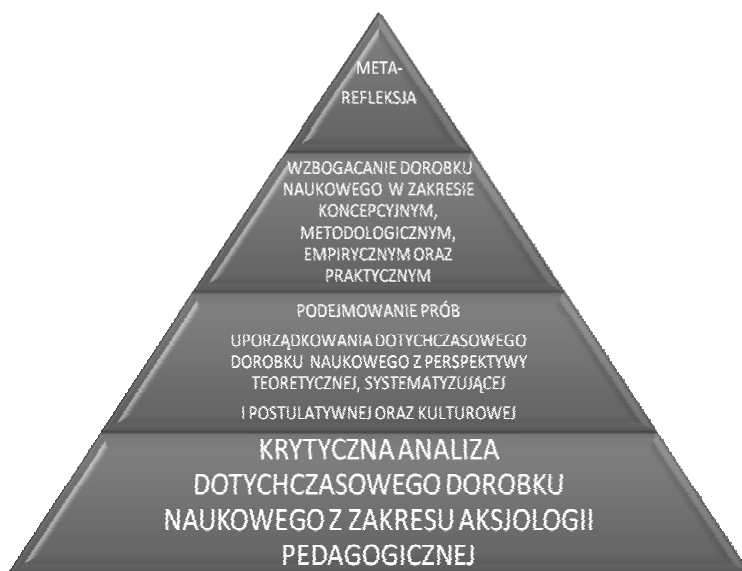 META-
REFLEKSJA
WZBOGACANIE DOROBKU
NAUKOWEGO W ZAKRESIE
KONCEPCYJNYM,
METODOLOGICZNYM,
EMPIRYCZNYM ORAZ
PRAKTYCZNYM
PODEJMOWANIE PRÓB
UPORZĄDKOWANIA DOTYCHCZASOWEGO
DOROBKU NAUKOWEGO Z PERSPEKTYWY
TEORETYCZNEJ, SYSTEMATYZUJĄCEJ
I POSTULATYWNEJ ORAZ KULTUROWEJ
KRYTYCZNA ANALIZA
DOTYCHCZASOWEGO DOROBKU
NAUKOWEGO Z ZAKRESU AKSJOLOGII
PEDAGOGICZNEJ